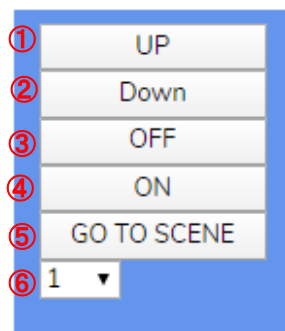 ① UP
② Down
③ OFF
④ ON
⑤ GO TO SCENE
⑥ 1 ▼